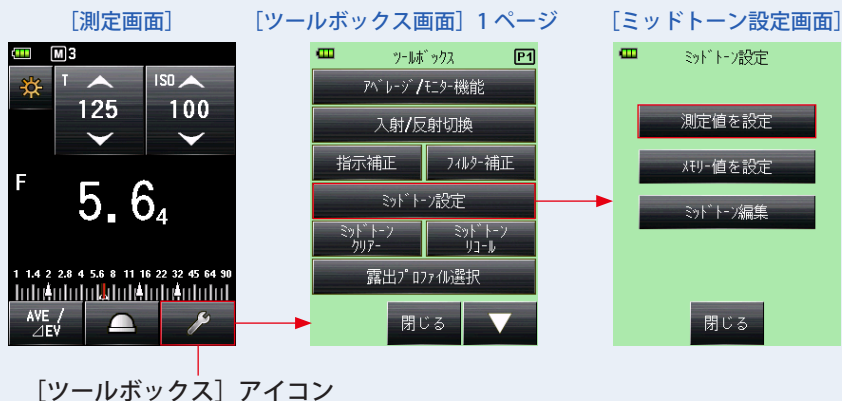 [測定画面]
[ツールボックス画面] 1 ページ
[ミッドトーン設定画面]
M 3
T
125
ISO
100
F
5.6 4
1 1.4 2 2.8 4 5.6 8 11 16 22 32 45 64 90
AVE /
⊿EV
ﾂｰﾙﾎﾞｯｸｽ
P1
ｱﾍﾞﾚｰｼﾞ/ﾓﾆﾀｰ機能
入射/反射切換
指示補正
ﾌｨﾙﾀｰ補正
ﾐｯﾄﾞﾄｰﾝ設定
ﾐｯﾄﾞﾄｰﾝ
ｸﾘｱｰ
ﾐｯﾄﾞﾄｰﾝ
ﾘｺｰﾙ
露出ﾌﾟﾛﾌｧｲﾙ選択
閉じる
ﾐｯﾄﾞﾄｰﾝ設定
測定値を設定
ﾒﾓﾘｰ値を設定
ﾐｯﾄﾞﾄｰﾝ編集
閉じる
[ツールボックス] アイコン